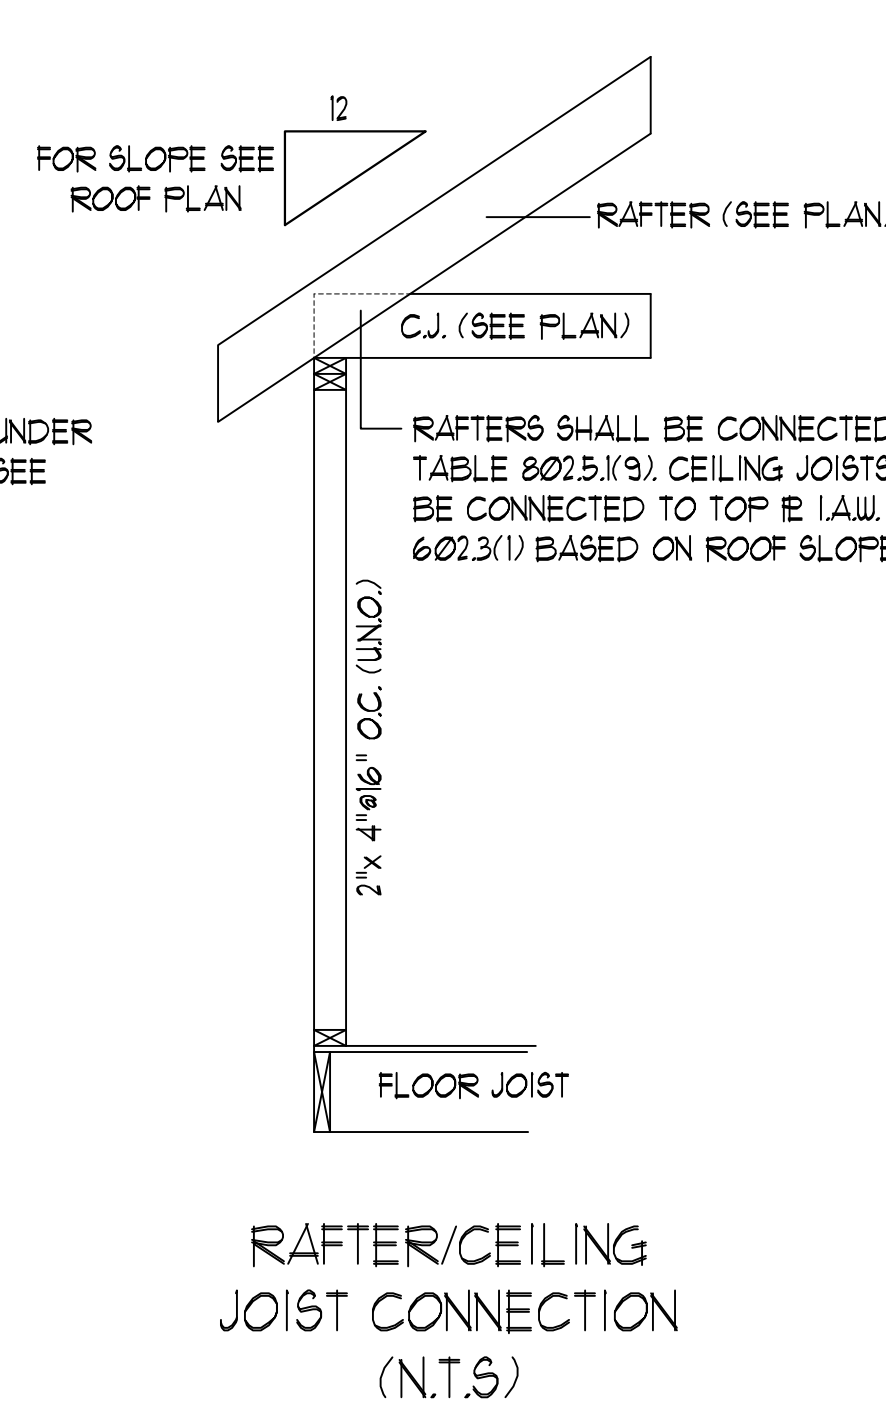 12
FOR SLOPE SEE
ROOF PLAN
RAFTER (SEE PLAN
C.J. (SEE PLAN)
UNDER
SEE
RAFTERS SHALL BE CONNECTED
TABLE 802.5.1(9). CEILING JOISTS
BE CONNECTED TO TOP PL I.A.W.
602.3(1) BASED ON ROOF SLOPE
2"x 4"@16" O.C. (U.N.O.)
FLOOR JOIST
RAFTER/CEILING
JOIST CONNECTION
(N.T.S)